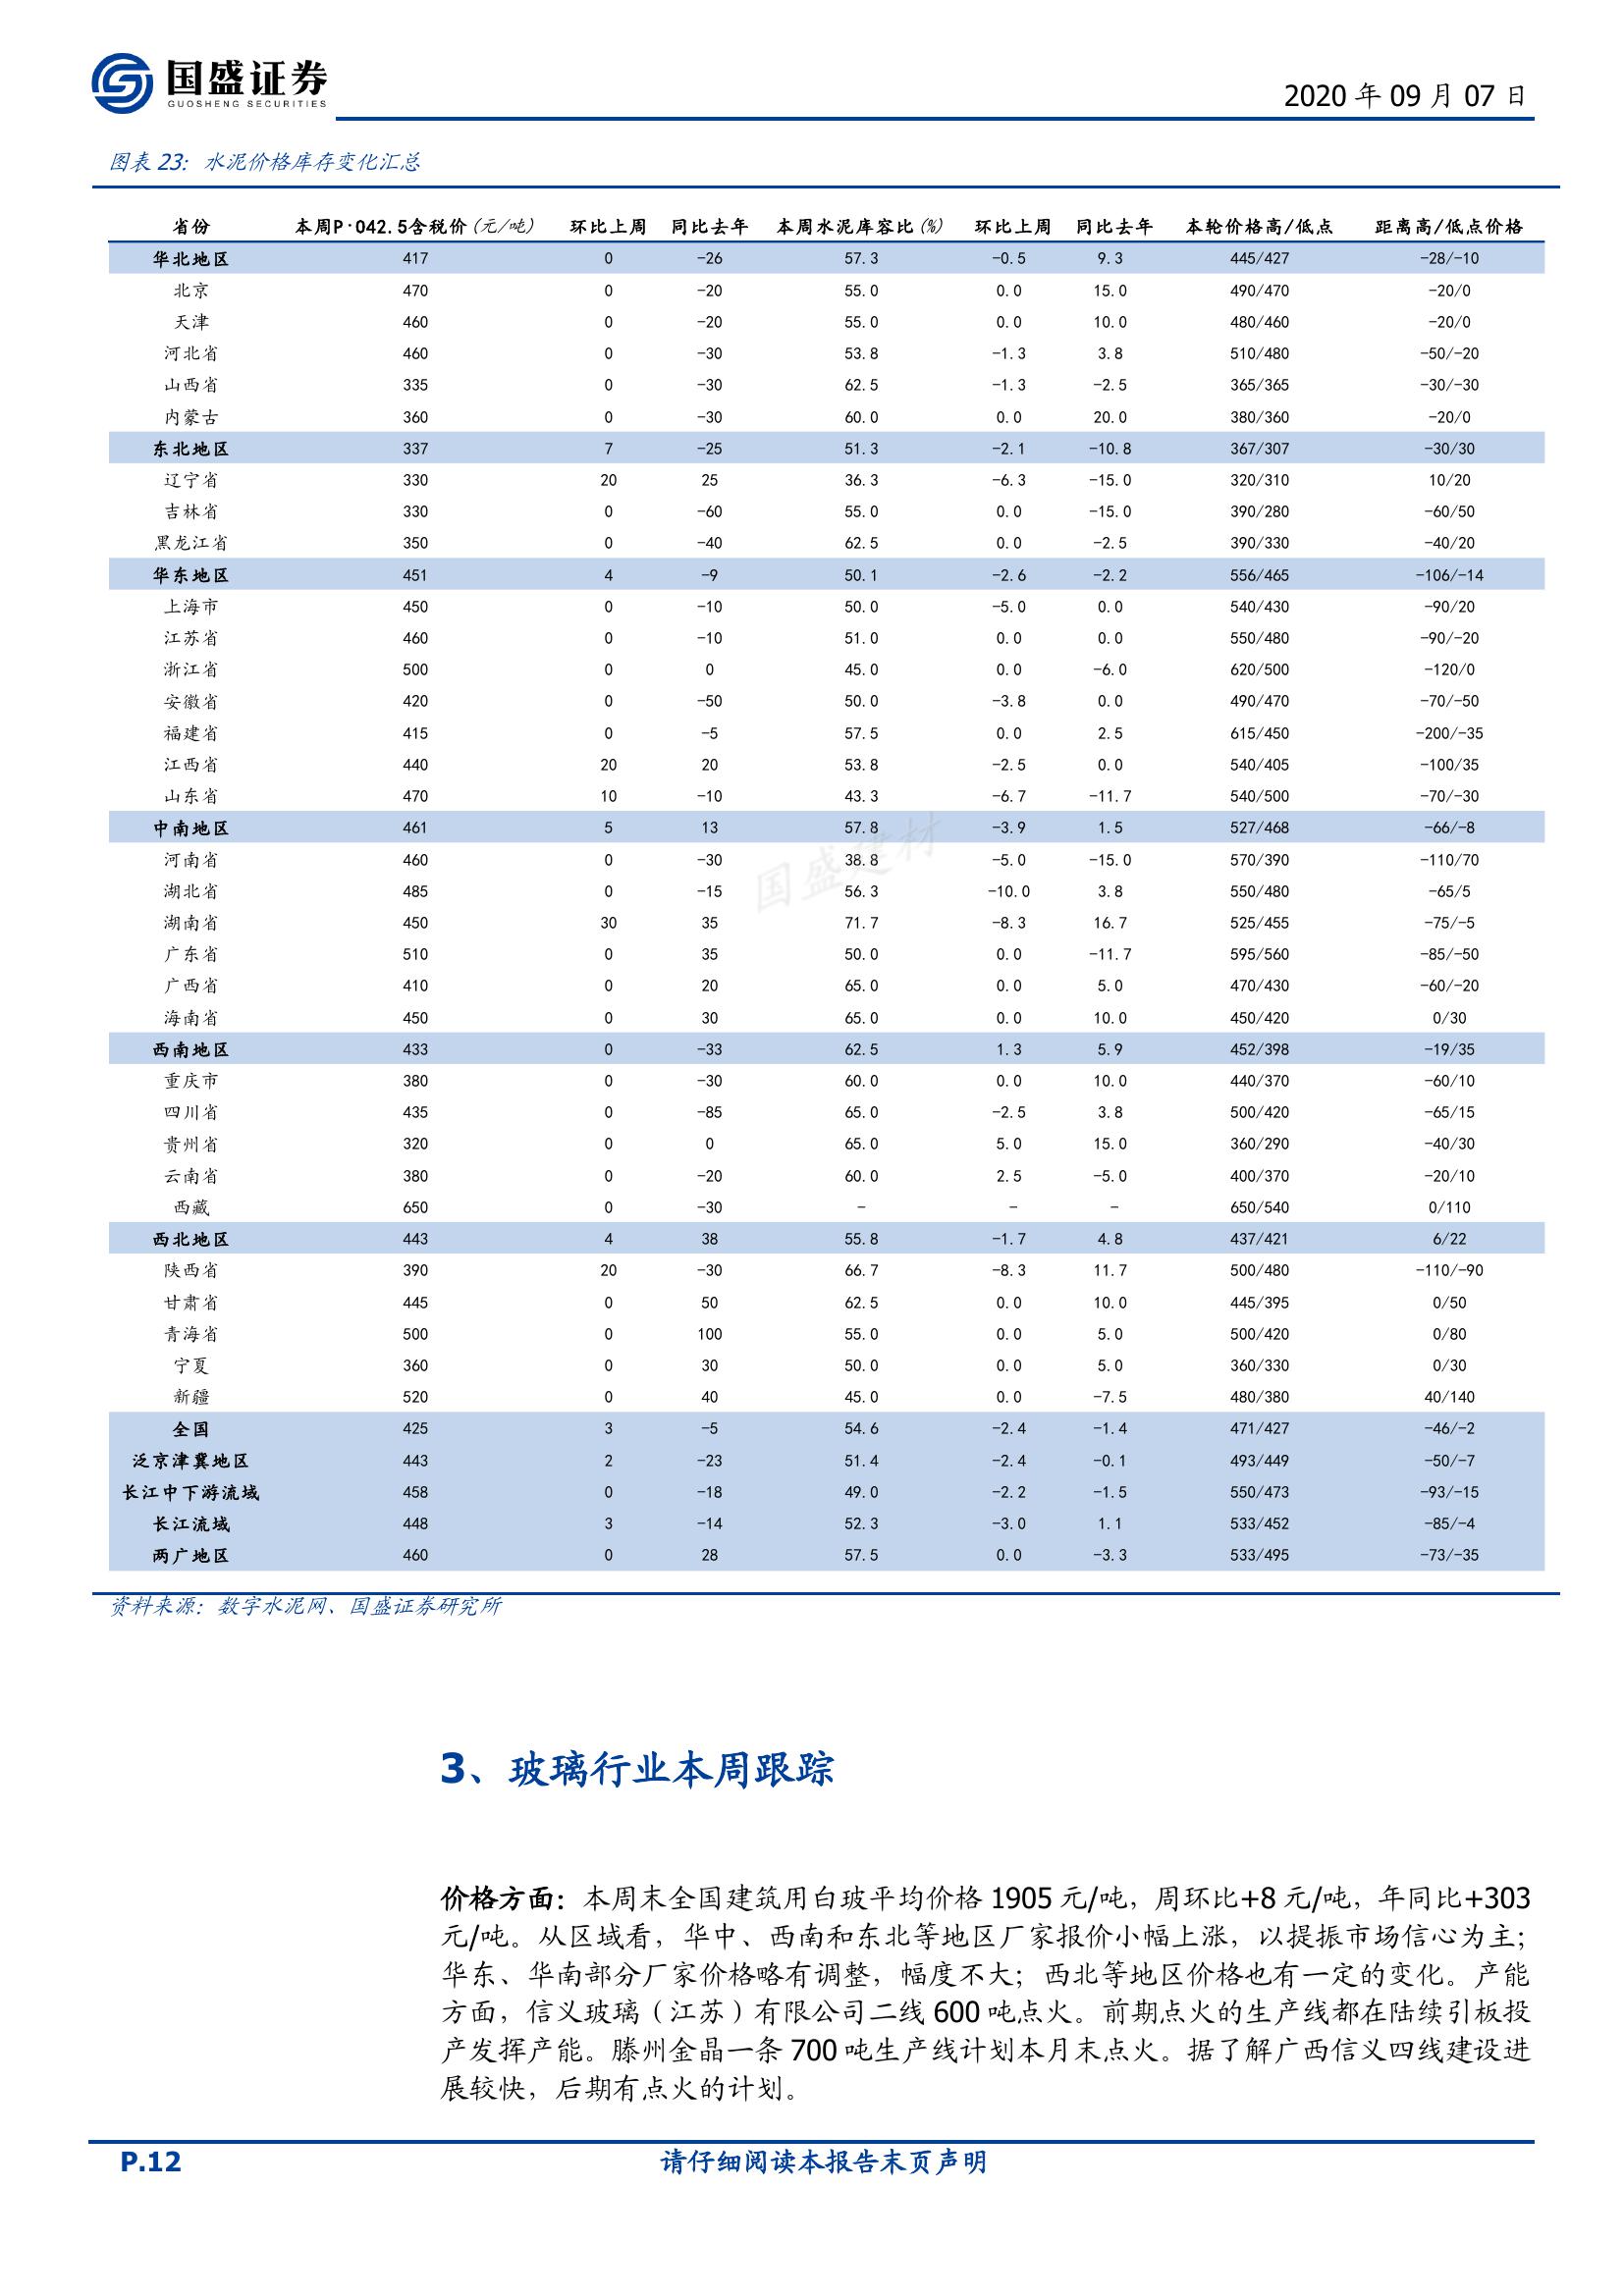 国盛证券
GUOSHENG SECURITIES
2020 年 09 月 07 日
图表 23: 水泥价格库存变化汇总
省份 本周P·042.5含税价(元/吨) 环比上周 同比去年 本周水泥库容比(%) 环比上周 同比去年 本轮价格高/低点 距离高/低点价格
华北地区 417 0 -26 57.3 -0.5 9.3 445/427 -28/-10
北京 470 0 -20 55.0 0.0 15.0 490/470 -20/0
天津 460 0 -20 55.0 0.0 10.0 480/460 -20/0
河北省 460 0 -30 53.8 -1.3 3.8 510/480 -50/-20
山西省 335 0 -30 62.5 -1.3 -2.5 365/365 -30/-30
内蒙古 360 0 -30 60.0 0.0 20.0 380/360 -20/0
东北地区 337 7 -25 51.3 -2.1 -10.8 367/307 -30/30
辽宁省 330 20 25 36.3 -6.3 -15.0 320/310 10/20
吉林省 330 0 -60 55.0 0.0 -15.0 390/280 -60/50
黑龙江省 350 0 -40 62.5 0.0 -2.5 390/330 -40/20
华东地区 451 4 -9 50.1 -2.6 -2.2 556/465 -106/-14
上海市 450 0 -10 50.0 -5.0 0.0 540/430 -90/20
江苏省 460 0 -10 51.0 0.0 0.0 550/480 -90/-20
浙江省 500 0 0 45.0 0.0 -6.0 620/500 -120/0
安徽省 420 0 -50 50.0 -3.8 0.0 490/470 -70/-50
福建省 415 0 -5 57.5 0.0 2.5 615/450 -200/-35
江西省 440 20 20 53.8 -2.5 0.0 540/405 -100/35
山东省 470 10 -10 43.3 -6.7 -11.7 540/500 -70/-30
中南地区 461 5 13 57.8 -3.9 1.5 527/468 -66/-8
河南省 460 0 -30 38.8 -5.0 -15.0 570/390 -110/70
国盛建材
湖北省 485 0 -15 56.3 -10.0 3.8 550/480 -65/5
湖南省 450 30 35 71.7 -8.3 16.7 525/455 -75/-5
广东省 510 0 35 50.0 0.0 -11.7 595/560 -85/-50
广西省 410 0 20 65.0 0.0 5.0 470/430 -60/-20
海南省 450 0 30 65.0 0.0 10.0 450/420 0/30
西南地区 433 0 -33 62.5 1.3 5.9 452/398 -19/35
重庆市 380 0 -30 60.0 0.0 10.0 440/370 -60/10
四川省 435 0 -85 65.0 -2.5 3.8 500/420 -65/15
贵州省 320 0 0 65.0 5.0 15.0 360/290 -40/30
云南省 380 0 -20 60.0 2.5 -5.0 400/370 -20/10
西藏 650 0 -30 - - - 650/540 0/110
西北地区 443 4 38 55.8 -1.7 4.8 437/421 6/22
陕西省 390 20 -30 66.7 -8.3 11.7 500/480 -110/-90
甘肃省 445 0 50 62.5 0.0 10.0 445/395 0/50
青海省 500 0 100 55.0 0.0 5.0 500/420 0/80
宁夏 360 0 30 50.0 0.0 5.0 360/330 0/30
新疆 520 0 40 45.0 0.0 -7.5 480/380 40/140
全国 425 3 -5 54.6 -2.4 -1.4 471/427 -46/-2
泛京津冀地区 443 2 -23 51.4 -2.4 -0.1 493/449 -50/-7
长江中下游流域 458 0 -18 49.0 -2.2 -1.5 550/473 -93/-15
长江流域 448 3 -14 52.3 -3.0 1.1 533/452 -85/-4
两广地区 460 0 28 57.5 0.0 -3.3 533/495 -73/-35
资料来源：数字水泥网、国盛证券研究所
3、玻璃行业本周跟踪
价格方面：本周末全国建筑用白玻平均价格 1905 元/吨，周环比+8 元/吨，年同比+303
元/吨。从区域看，华中、西南和东北等地区厂家报价小幅上涨，以提振市场信心为主；
华东、华南部分厂家价格略有调整，幅度不大；西北等地区价格也有一定的变化。产能
方面，信义玻璃（江苏）有限公司二线 600 吨点火。前期点火的生产线都在陆续引板投
产发挥产能。滕州金晶一条 700 吨生产线计划本月末点火。据了解广西信义四线建设进
展较快，后期有点火的计划。
P.12 请仔细阅读本报告末页声明